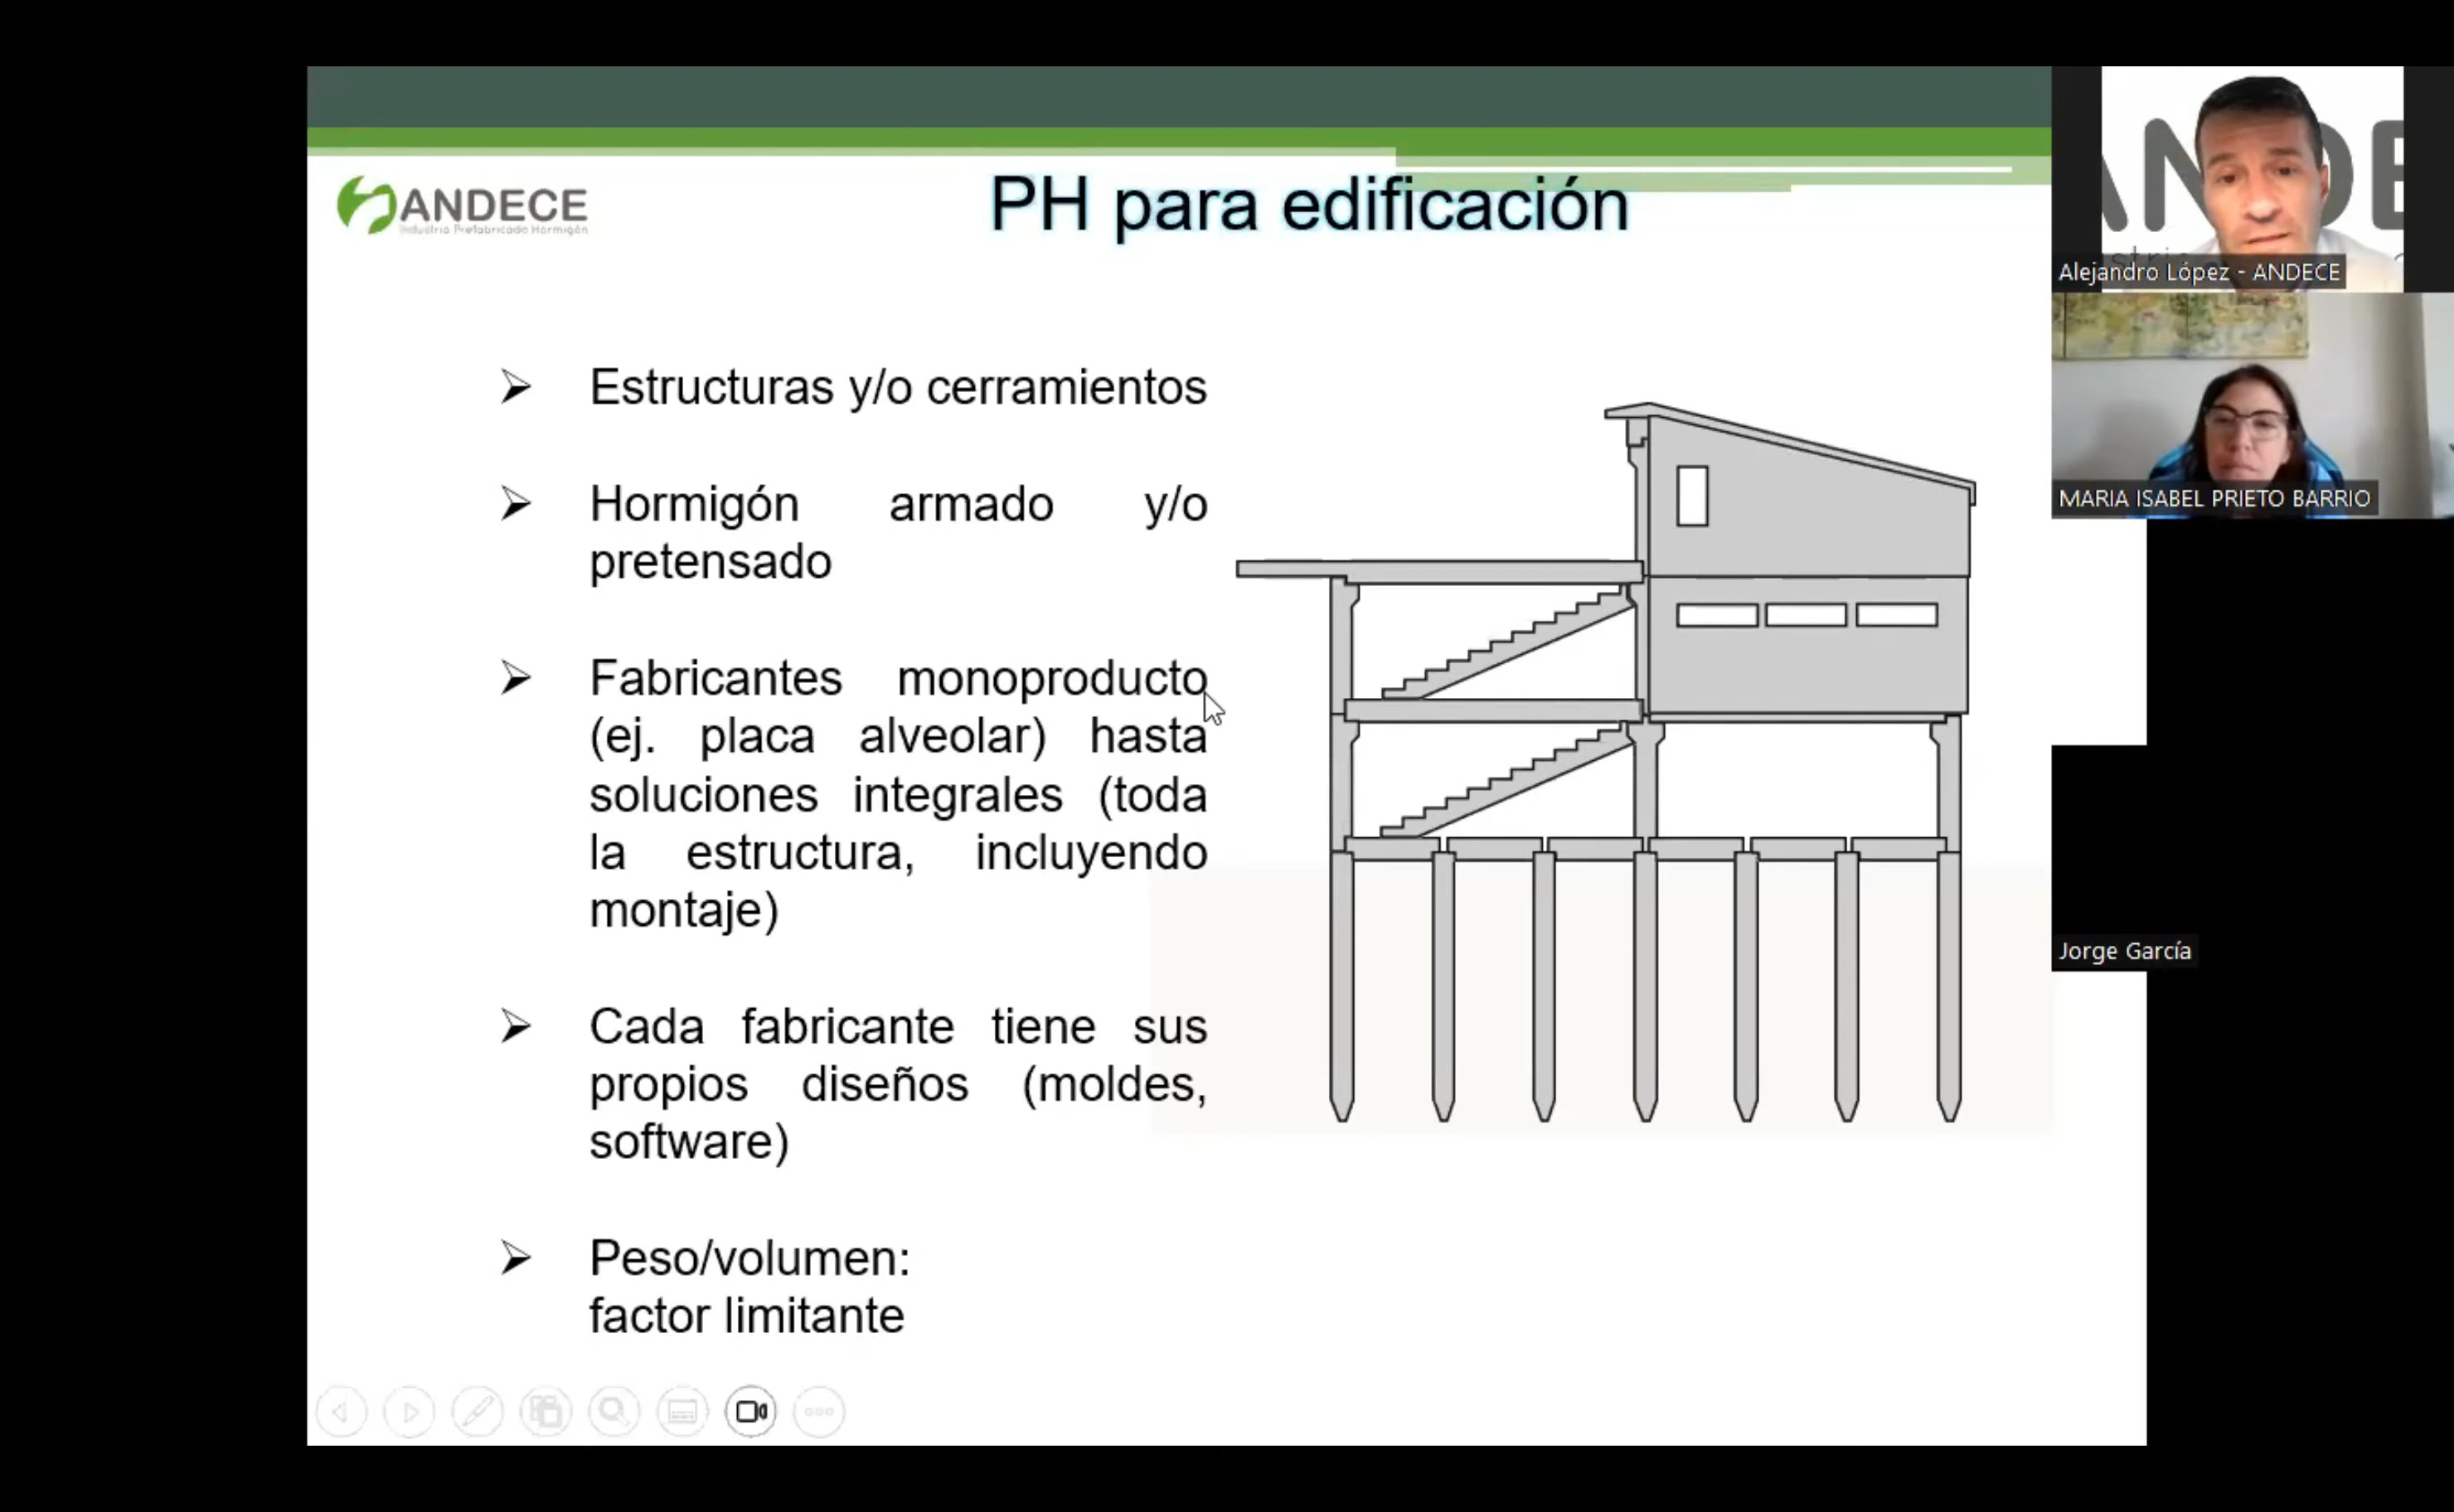 ANDECE
Industria Prefabricado Hormigón
PH para edificación
Estructuras y/o cerramientos
Hormigón armado y/o
pretensado
Fabricantes monoproducto
(ej. placa alveolar) hasta
soluciones integrales (toda
la estructura, incluyendo
montaje)
Cada fabricante tiene sus
propios diseños (moldes,
software)
Peso/volumen:
factor limitante
Alejandro López - ANDECE
MARIA ISABEL PRIETO BARRIO
Jorge García